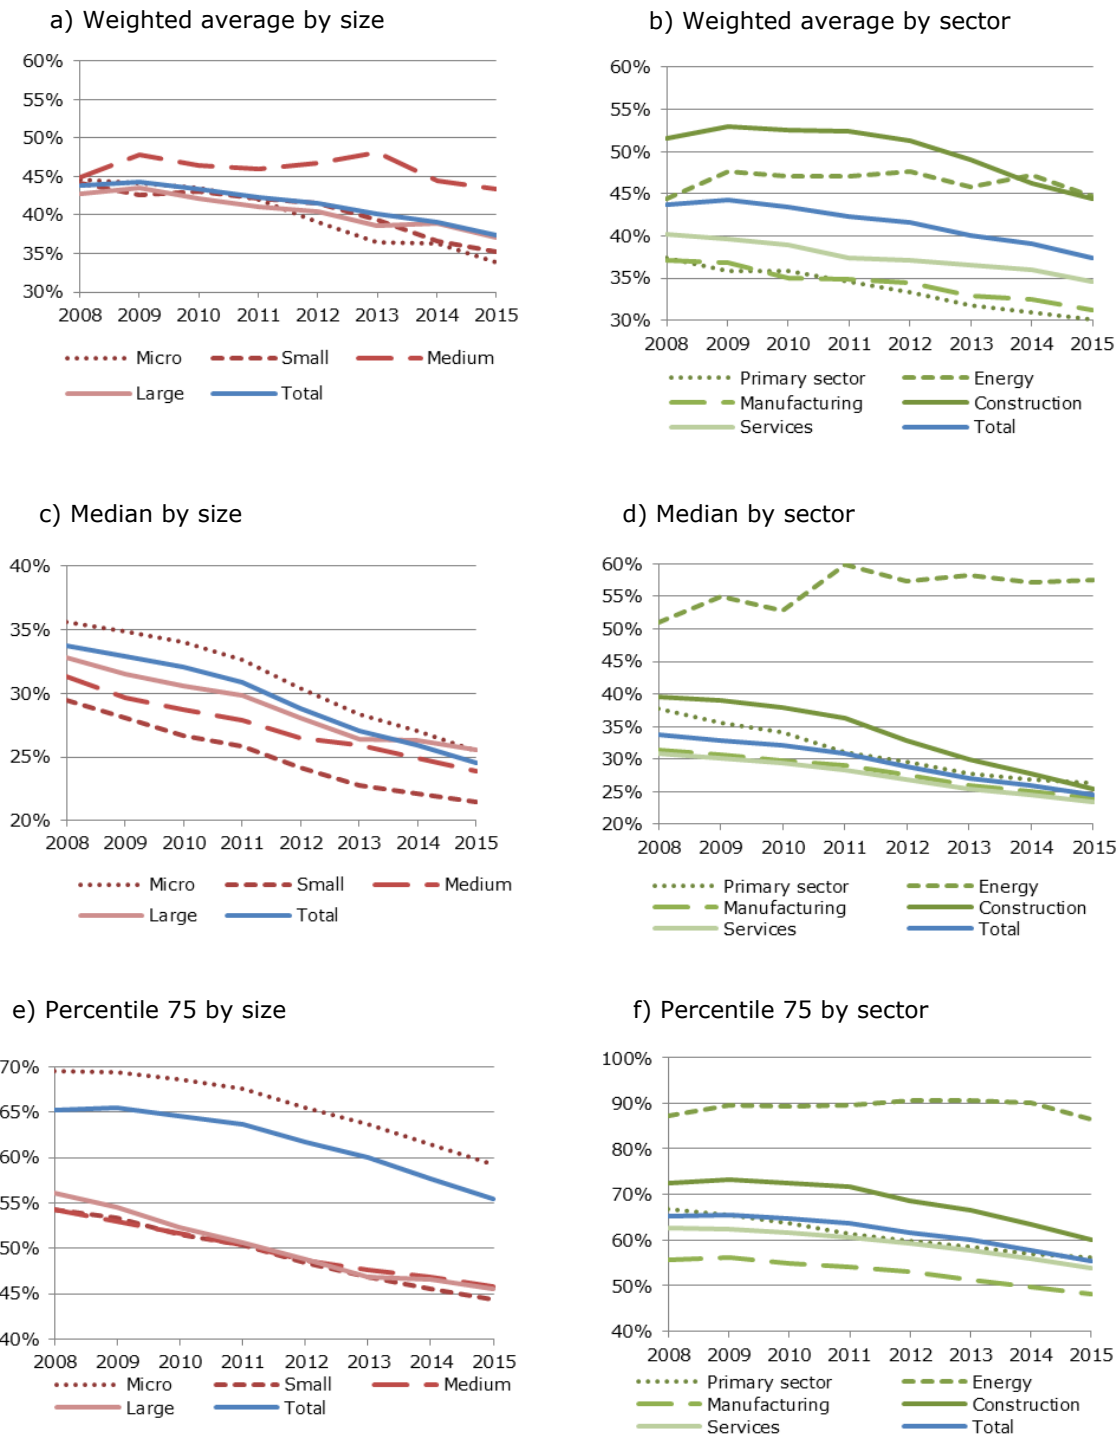 a) Weighted average by size
60%
55%
50%
45%
40%
35%
30%
2008 2009 2010 2011 2012 2013 2014 2015
Micro Small Medium
Large Total
b) Weighted average by sector
60%
55%
50%
45%
40%
35%
30%
2008 2009 2010 2011 2012 2013 2014 2015
Primary sector Energy
Manufacturing Construction
Services Total
c) Median by size
40%
35%
30%
25%
20%
2008 2009 2010 2011 2012 2013 2014 2015
Micro Small Medium
Large Total
d) Median by sector
60%
55%
50%
45%
40%
35%
30%
25%
20%
2008 2009 2010 2011 2012 2013 2014 2015
Primary sector Energy
Manufacturing Construction
Services Total
e) Percentile 75 by size
70%
65%
60%
55%
50%
45%
40%
2008 2009 2010 2011 2012 2013 2014 2015
Micro Small Medium
Large Total
f) Percentile 75 by sector
100%
90%
80%
70%
60%
50%
40%
2008 2009 2010 2011 2012 2013 2014 2015
Primary sector Energy
Manufacturing Construction
Services Total